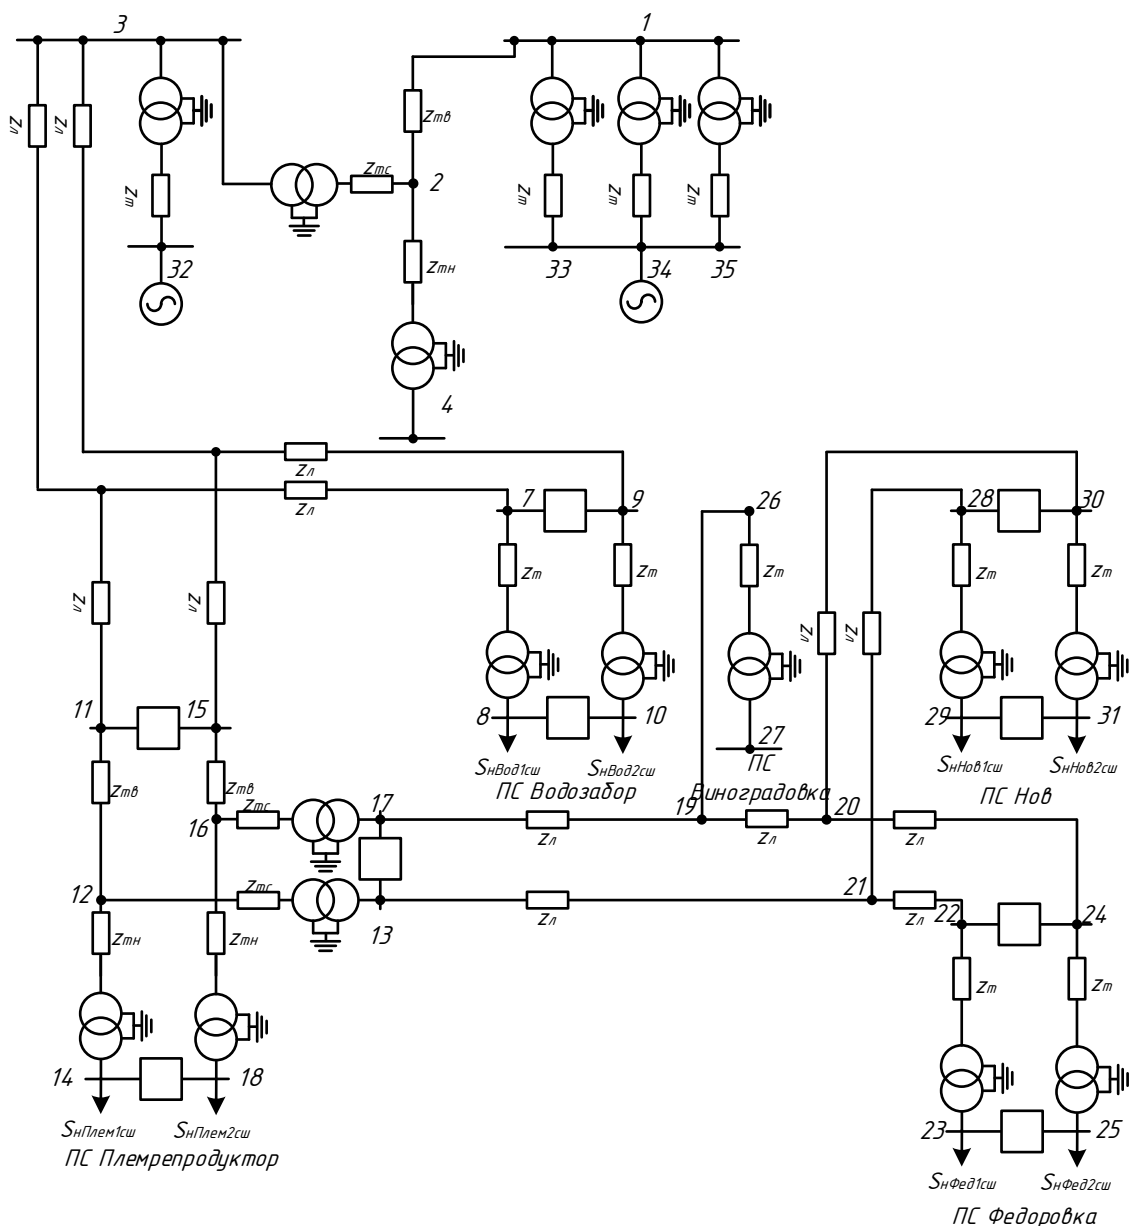 3
1
Zл
Zл
Zтв
Zтс
2
Zт
Zт
Zт
Zт
Zтн
32
33
34
35
4
Zл
Zл
7
9
26
28
30
Zт
Zт
Zт
Zт
Zт
Zл
Zл
Zл
Zл
11
15
8
10
27
29
31
SнВод1сш
SнВод2сш
ПС Водозабор
ПС
Виноградовка
SнНов1сш
SнНов2сш
ПС Нов
Zтв
Zтв
Zтс
16
17
19
20
Zл
Zл
Zл
12
Zтс
13
21
Zл
Zл
22
24
Zтн
Zтн
Zт
Zт
14
18
SнПлем1сш
SнПлем2сш
ПС Племрепродуктор
23
25
SнФед1сш
SнФед2сш
ПС Федоровка